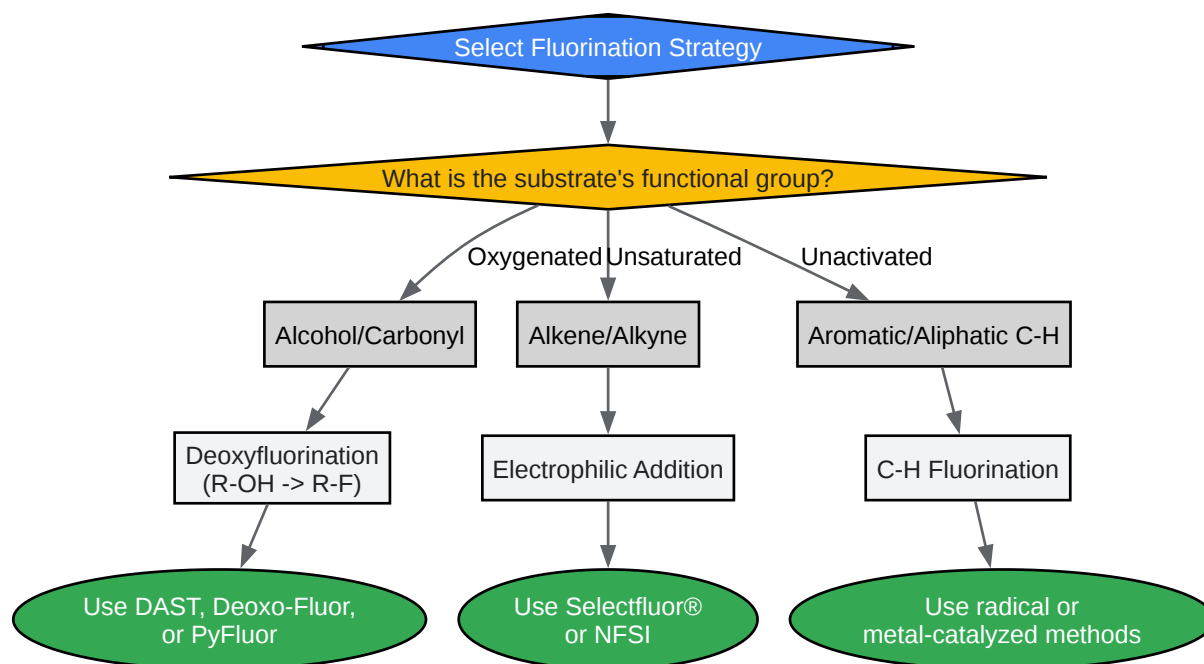 Select Fluorination Strategy
What is the substrate's functional group?
Oxygenated
Unsaturated
Unactivated
Alcohol/Carbonyl
Alkene/Alkyne
Aromatic/Aliphatic C-H
Deoxyfluorination
(R-OH -> R-F)
Electrophilic Addition
C-H Fluorination
Use DAST, Deoxo-Fluor,
or PyFluor
Use Selectfluor®
or NFSI
Use radical or
metal-catalyzed methods